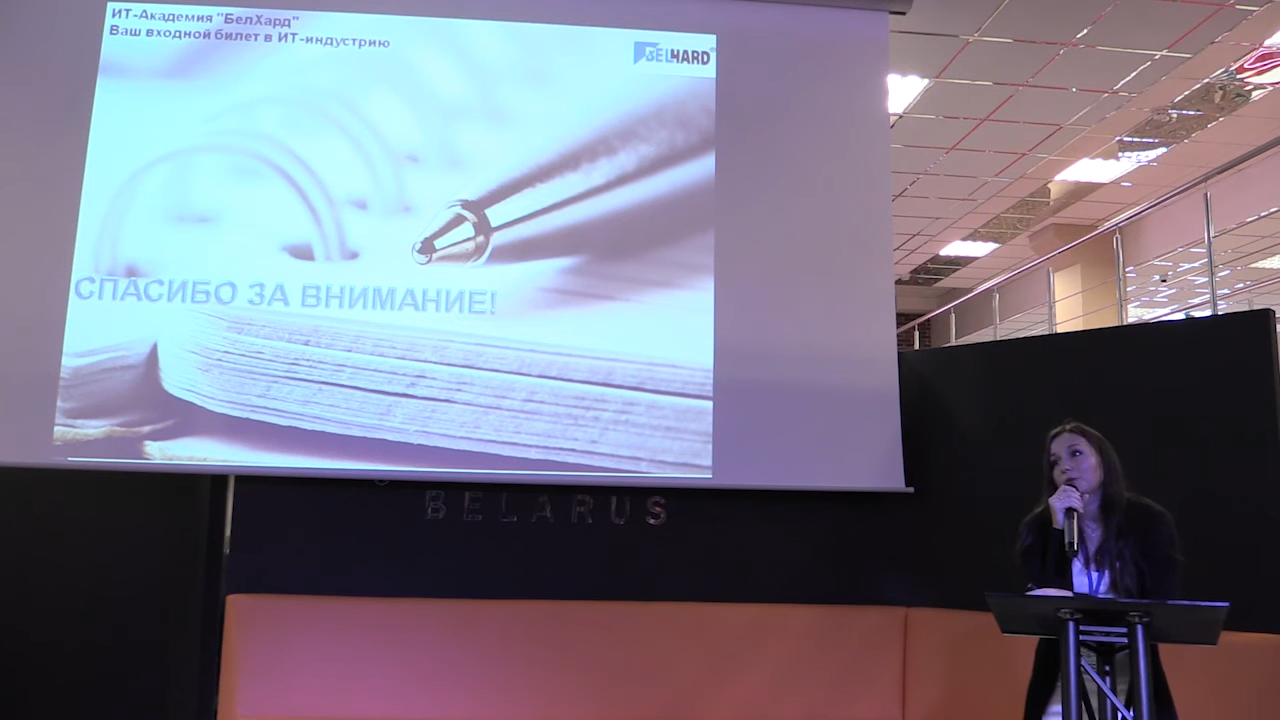 ИТ-Академия "БелХард"
Ваш входной билет в ИТ-индустрию
BELHARD
СПАСИБО ЗА ВНИМАНИЕ!
BELARUS